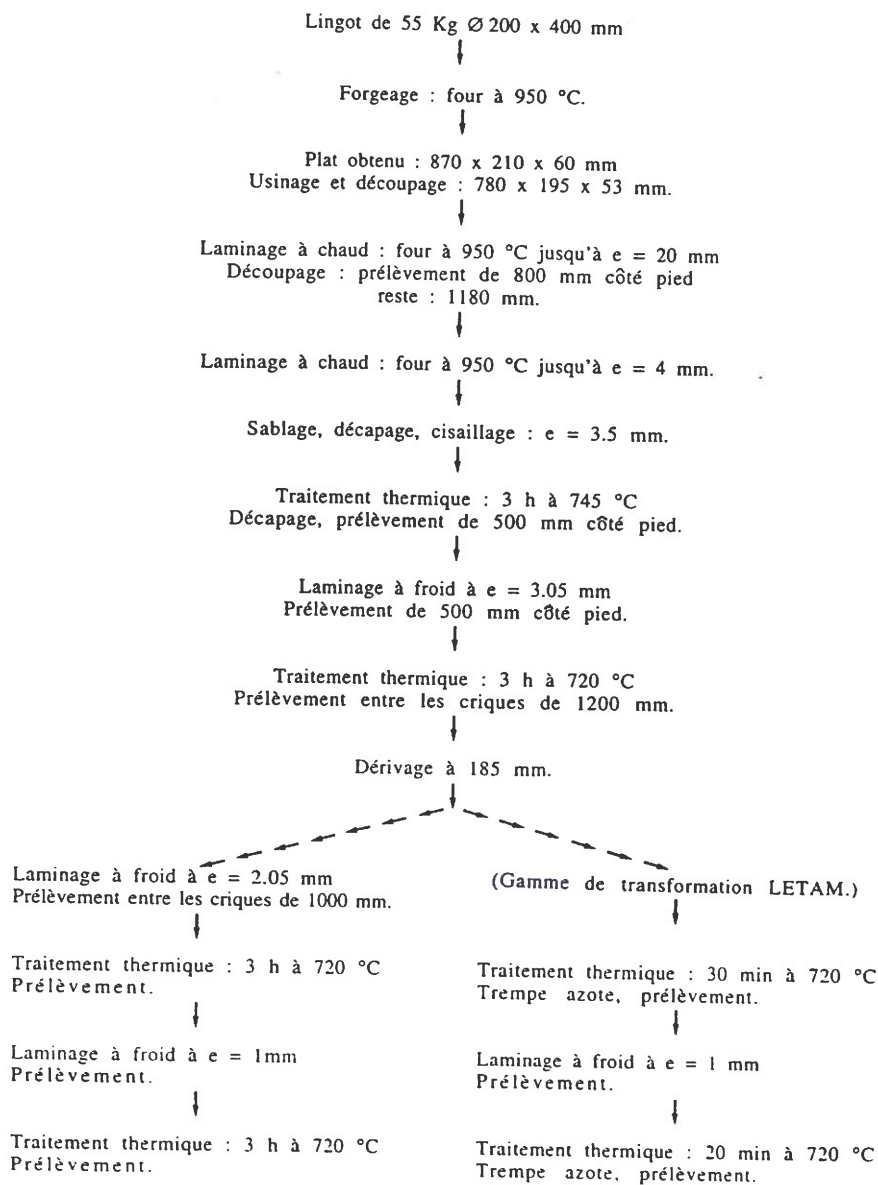 Lingot de 55 Kg Ø 200 x 400 mm
Forgeage : four à 950 °C.
Plat obtenu : 870 x 210 x 60 mm
Usinage et découpage : 780 x 195 x 53 mm.
Laminage à chaud : four à 950 °C jusqu'à e = 20 mm
Découpage : prélèvement de 800 mm côté pied
reste : 1180 mm.
Laminage à chaud : four à 950 °C jusqu'à e = 4 mm.
Sablage, décapage, cisaillage : e = 3.5 mm.
Traitement thermique : 3 h à 745 °C
Décapage, prélèvement de 500 mm côté pied.
Laminage à froid à e = 3.05 mm
Prélèvement de 500 mm côté pied.
Traitement thermique : 3 h à 720 °C
Prélèvement entre les criques de 1200 mm.
Dérivage à 185 mm.
Laminage à froid à e = 2.05 mm
Prélèvement entre les criques de 1000 mm.
Traitement thermique : 3 h à 720 °C
Prélèvement.
Laminage à froid à e = 1mm
Prélèvement.
Traitement thermique : 3 h à 720 °C
Prélèvement.
(Gamme de transformation LETAM.)
Traitement thermique : 30 min à 720 °C
Trempe azote, prélèvement.
Laminage à froid à e = 1 mm
Prélèvement.
Traitement thermique : 20 min à 720 °C
Trempe azote, prélèvement.